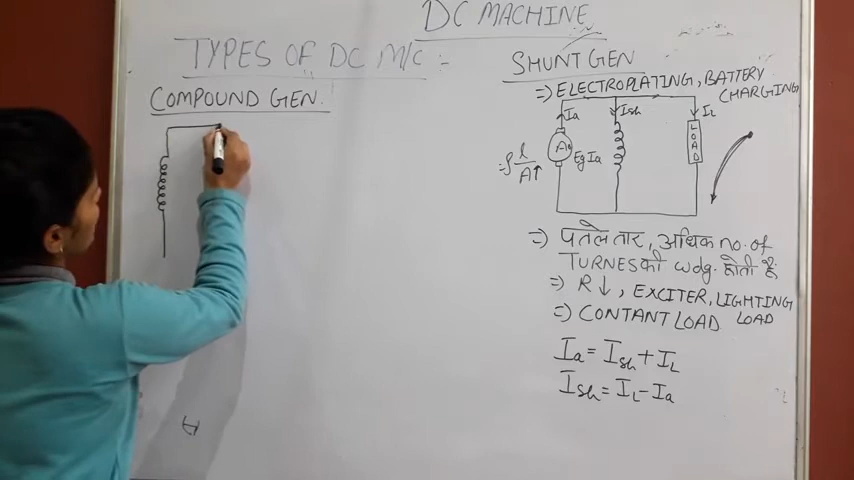 DC MACHINE
TYPES OF DC M/C :-
COMPOUND GEN.
SHUNT GEN
=> ELECTROPLATING, BATTERY
CHARGING
Ia
Ish
IL
A
Eg Ia
LOAD
l
A↑
=> पतले तार, अधिक no. of
TURNES की wdg. होती है
=> R↓, EXCITER, LIGHTING
LOAD
=> CONTANT LOAD
Ia = Ish + IL
Ish = IL - Ia